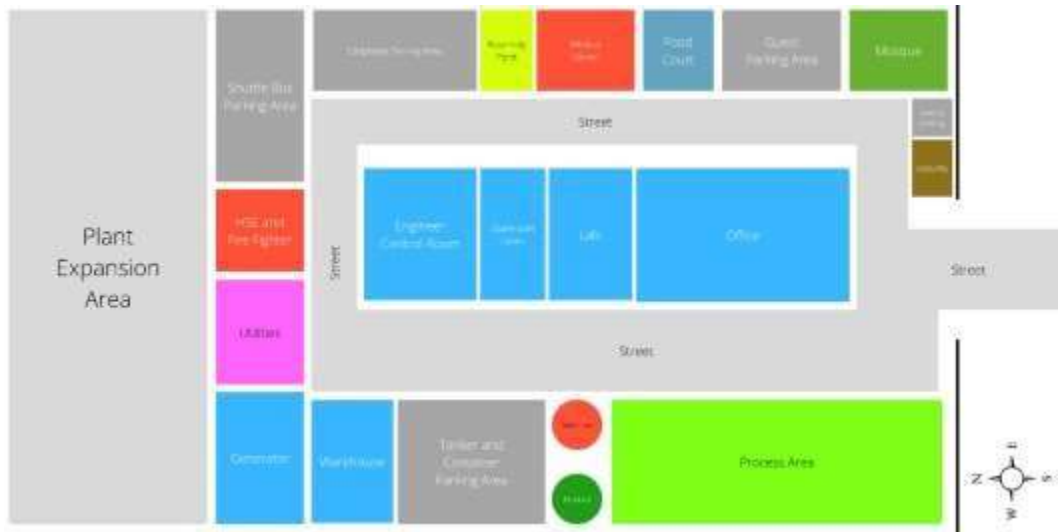 Employee Parking Area
Food
Court
Guest
Parking Area
Mosque
Shuttle Bus
Parking Area
Street
HSE and
Fire Fighter
Engineer
Control Room
Lab
Office
Street
Street
Plant
Expansion
Area
Utilities
Street
Generator
Warehouse
Tanker and
Container
Parking Area
Process Area
E
N
S
W